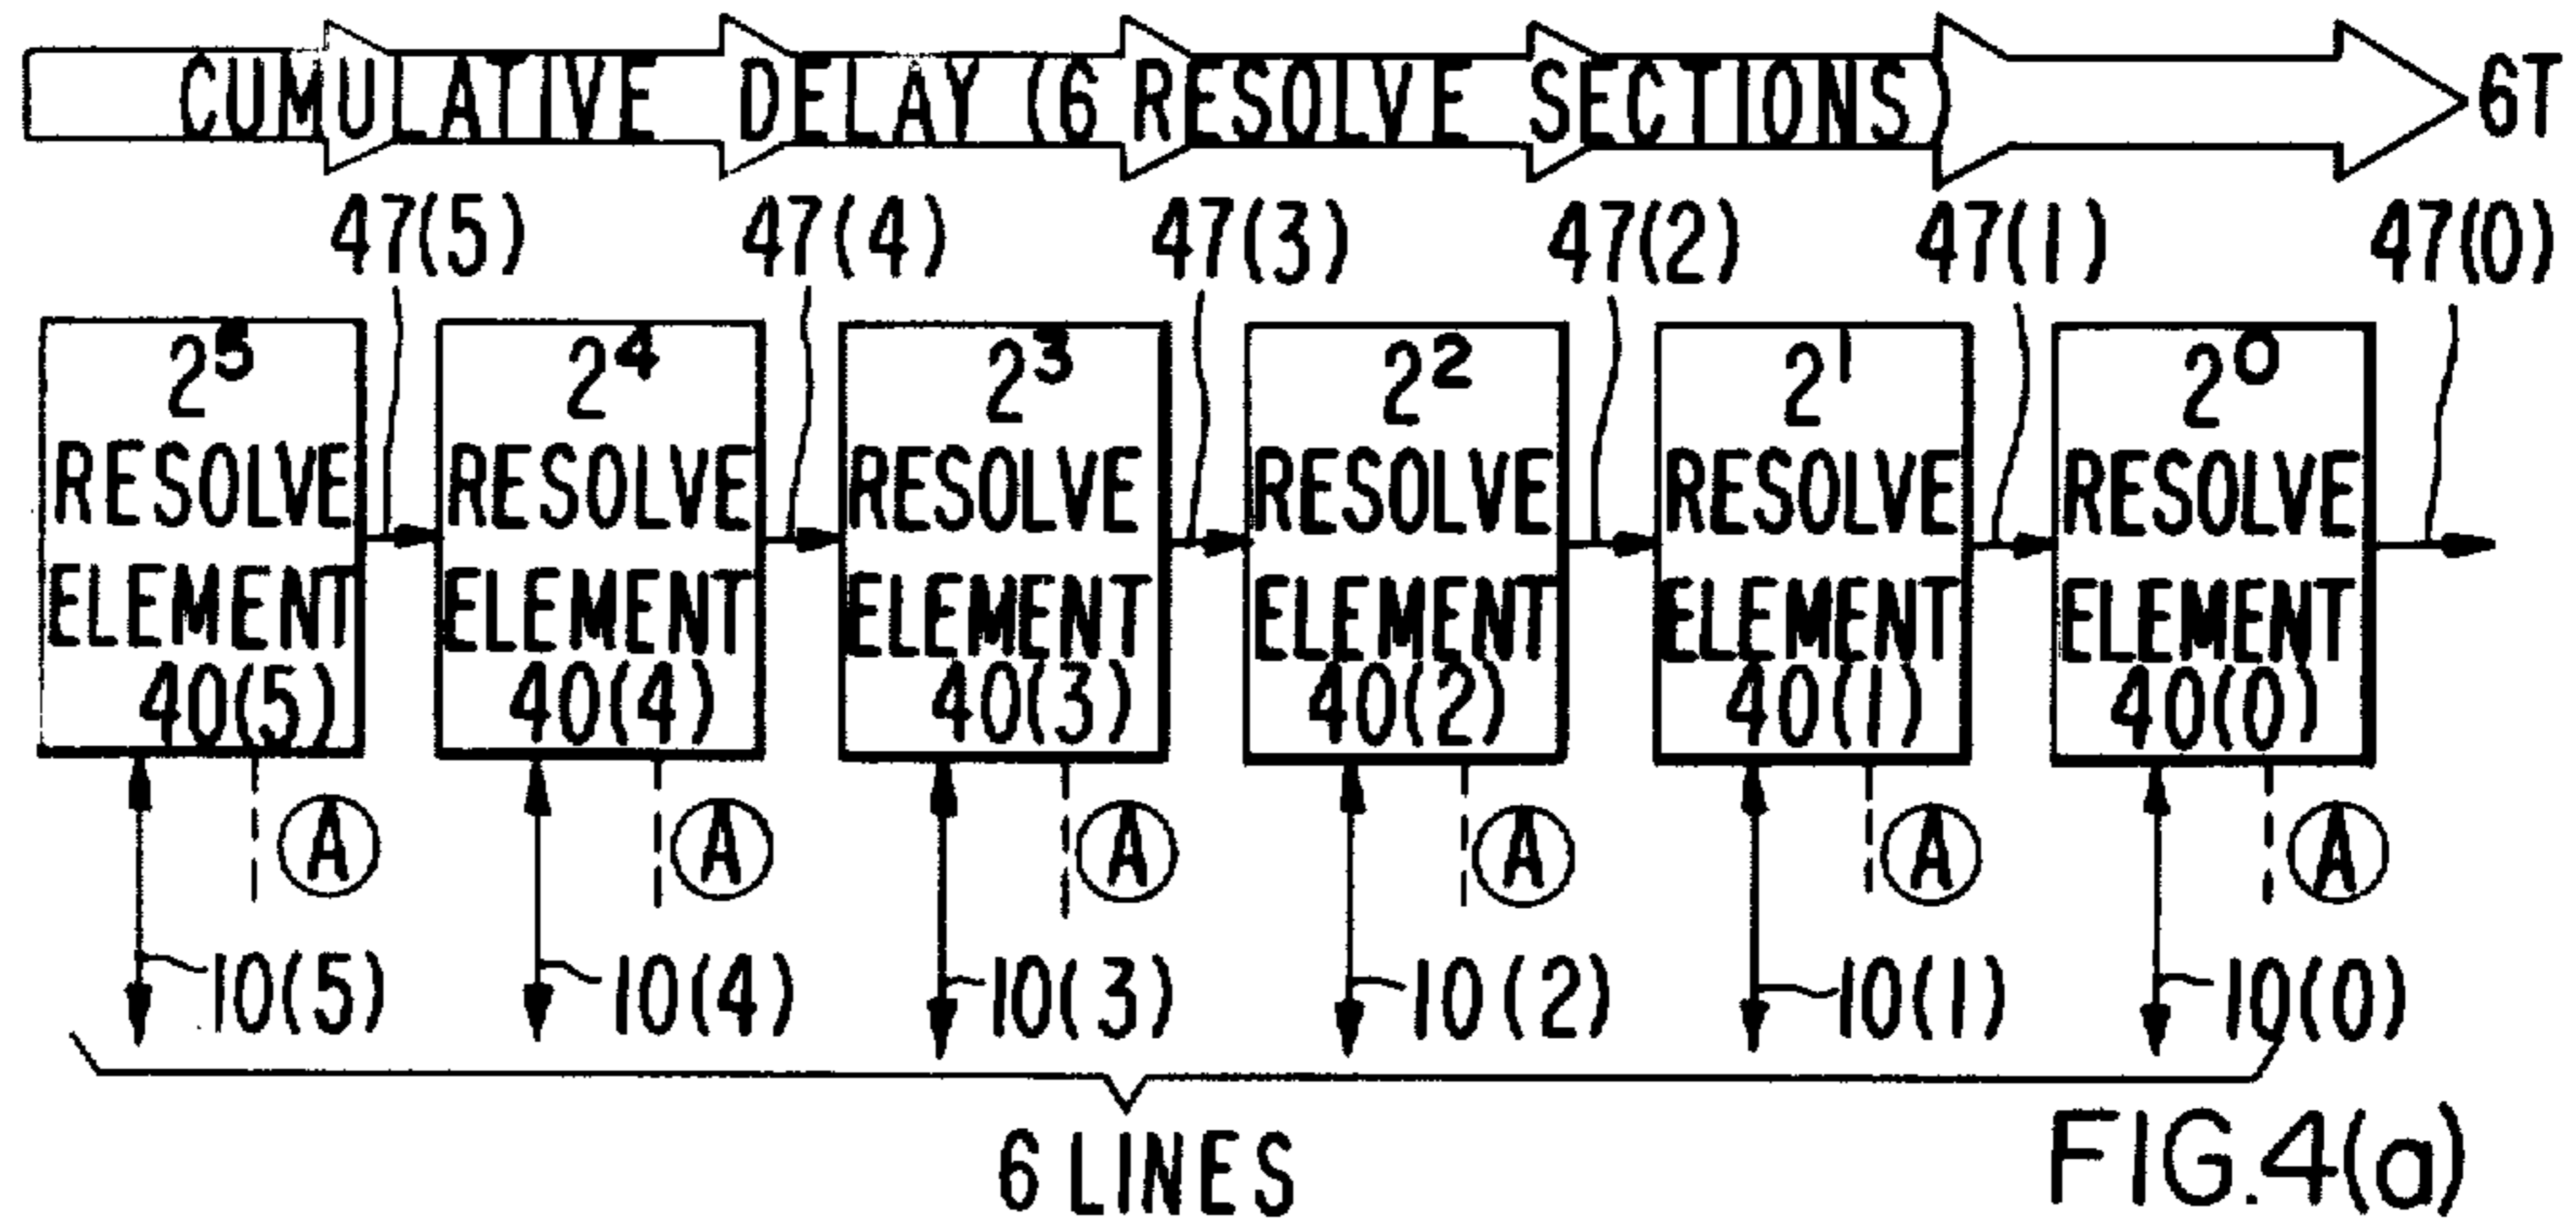 CUMULATIVE DELAY (6 RESOLVE SECTIONS) 6T
47(5) 47(4) 47(3) 47(2) 47(1) 47(0)
2⁵ RESOLVE ELEMENT 40(5)
2⁴ RESOLVE ELEMENT 40(4)
2³ RESOLVE ELEMENT 40(3)
2² RESOLVE ELEMENT 40(2)
2¹ RESOLVE ELEMENT 40(1)
2⁰ RESOLVE ELEMENT 40(0)
A A A A A A
10(5) 10(4) 10(3) 10(2) 10(1) 10(0)
6 LINES
FIG.4(a)